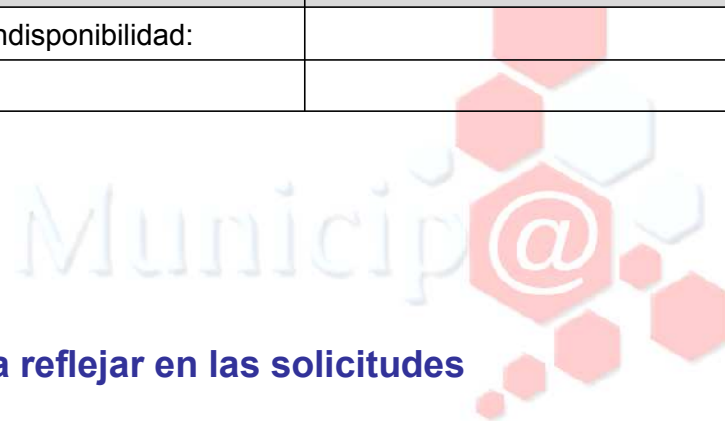 ndisponibilidad:
Municip@
a reflejar en las solicitudes